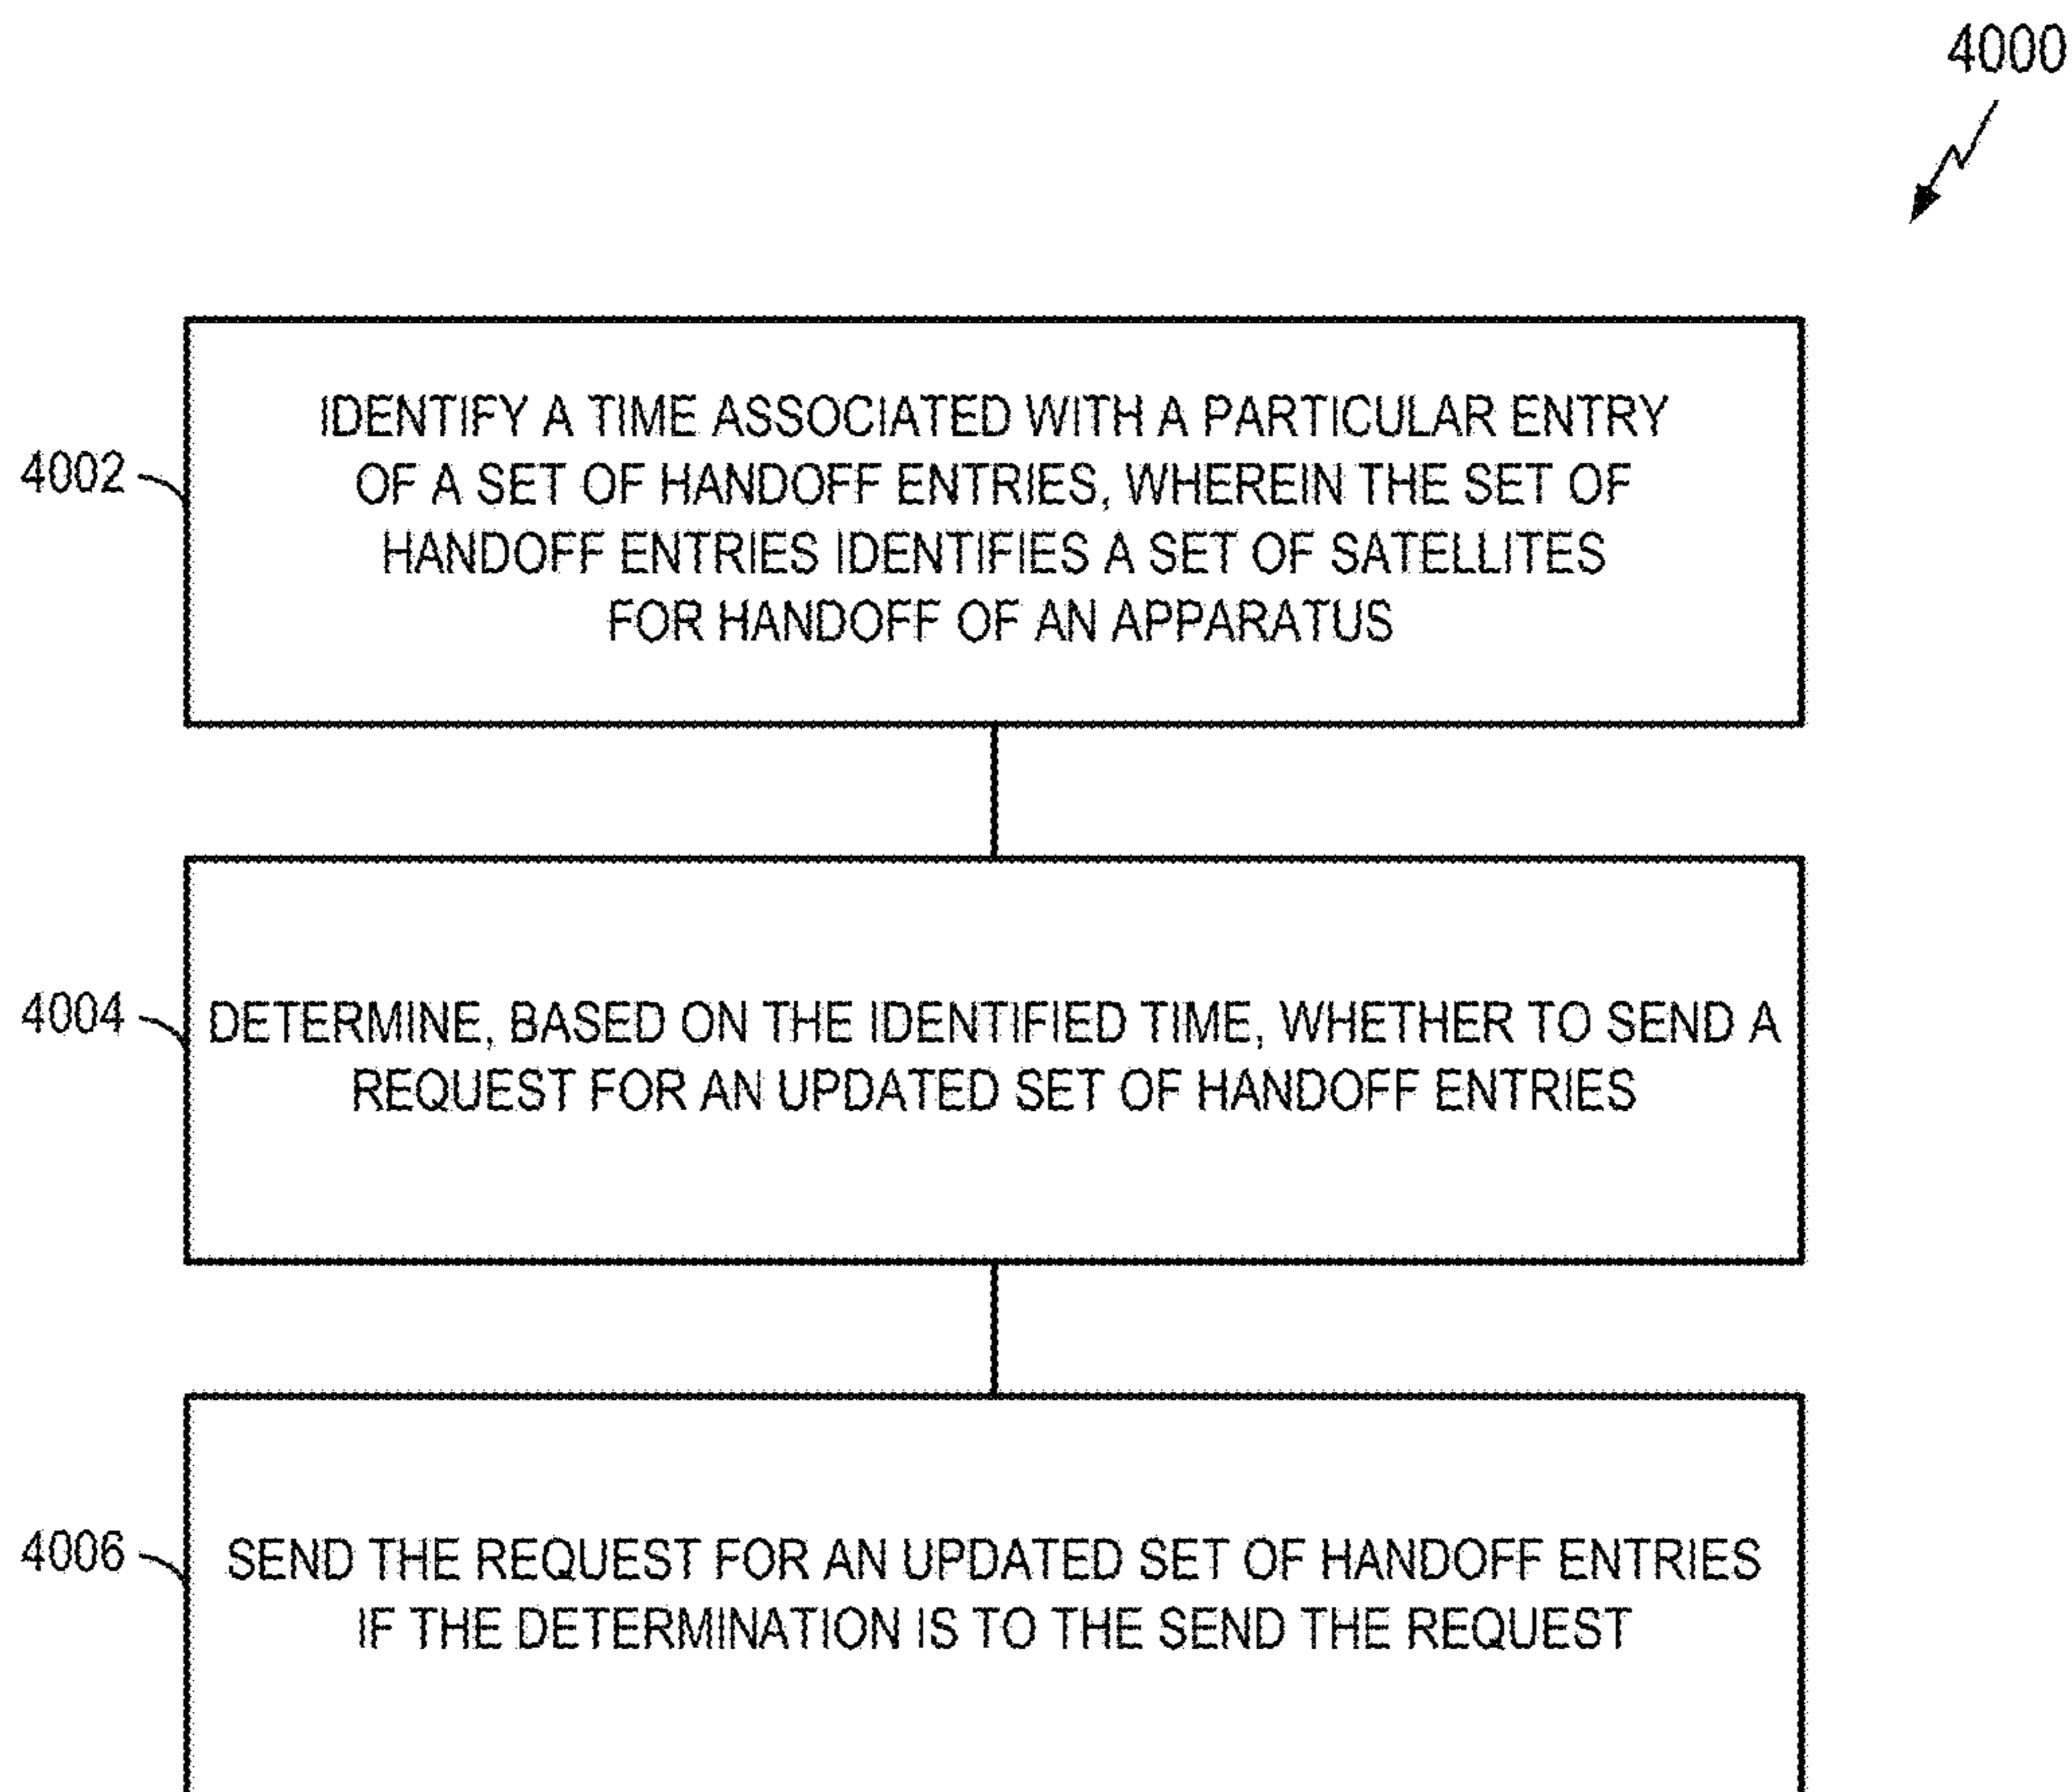 4000
4002
IDENTIFY A TIME ASSOCIATED WITH A PARTICULAR ENTRY
OF A SET OF HANDOFF ENTRIES, WHEREIN THE SET OF
HANDOFF ENTRIES IDENTIFIES A SET OF SATELLITES
FOR HANDOFF OF AN APPARATUS
4004
DETERMINE, BASED ON THE IDENTIFIED TIME, WHETHER TO SEND A
REQUEST FOR AN UPDATED SET OF HANDOFF ENTRIES
4006
SEND THE REQUEST FOR AN UPDATED SET OF HANDOFF ENTRIES
IF THE DETERMINATION IS TO THE SEND THE REQUEST